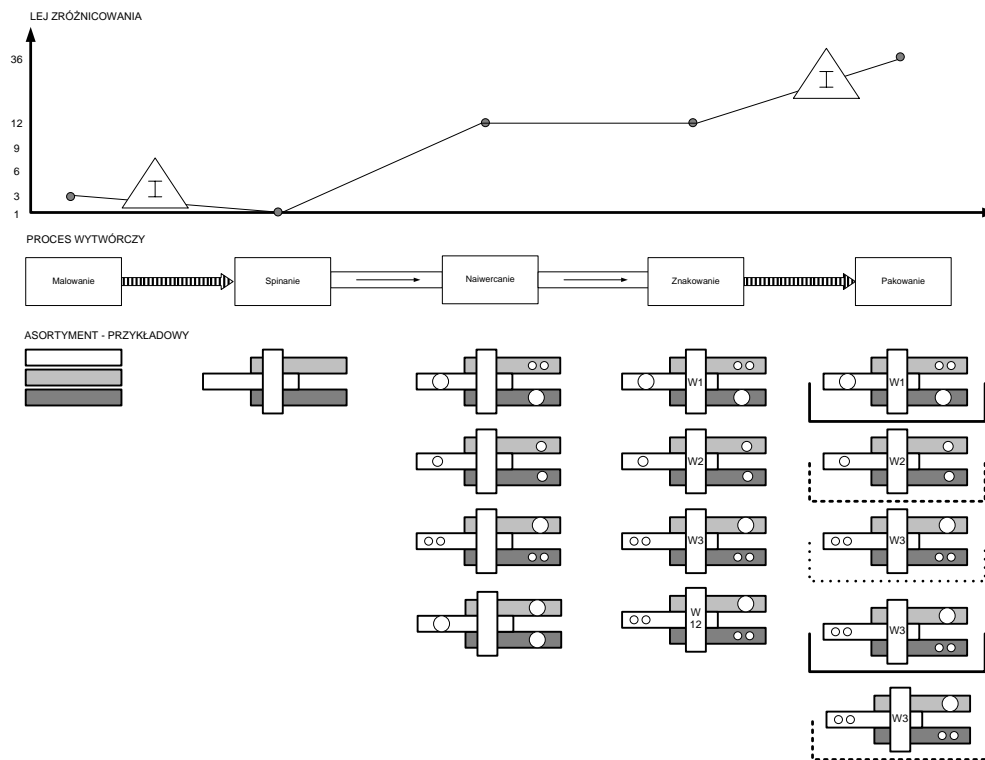 LEJ ZRÓŻNICOWANIA
36
12
9
6
3
1
I
I
PROCES WYTWÓRCZY
Malowanie
Spinanie
Naiwercanie
Znakowanie
Pakowanie
ASORTYMENT - PRZYKŁADOWY
W1
W1
W2
W2
W3
W3
W
12
W3
W3